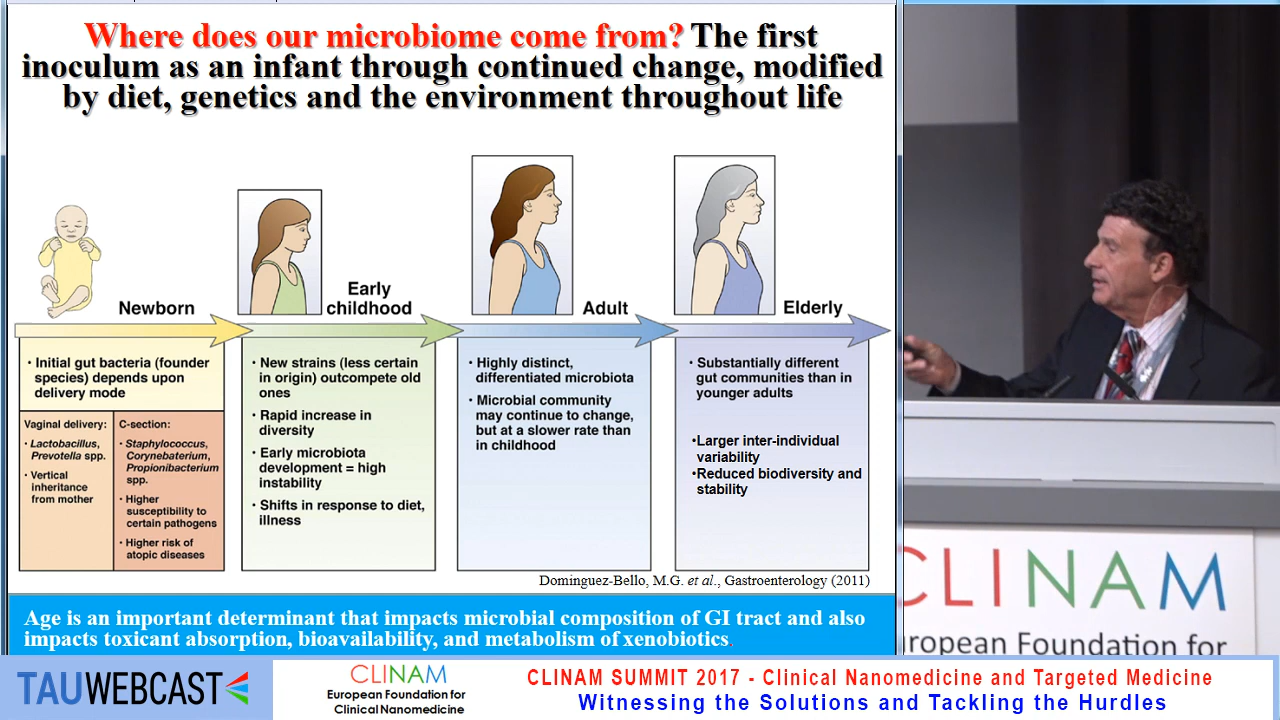 Where does our microbiome come from? The first
inoculum as an infant through continued change, modified
by diet, genetics and the environment throughout life
Newborn
Early
childhood
Adult
Elderly
• Initial gut bacteria (founder
species) depends upon
delivery mode
Vaginal delivery:
• Lactobacillus,
Prevotella spp.
• Vertical
inheritance
from mother
C-section:
• Staphylococcus,
Corynebaterium,
Propionibacterium
spp.
• Higher
susceptibility to
certain pathogens
• Higher risk of
atopic diseases
• New strains (less certain
in origin) outcompete old
ones
• Rapid increase in
diversity
• Early microbiota
development = high
instability
• Shifts in response to diet,
illness
• Highly distinct,
differentiated microbiota
• Microbial community
may continue to change,
but at a slower rate than
in childhood
• Substantially different
gut communities than in
younger adults
•Larger inter-individual
variability
•Reduced biodiversity and
stability
Dominguez-Bello, M.G. et al., Gastroenterology (2011)
Age is an important determinant that impacts microbial composition of GI tract and also
impacts toxicant absorption, bioavailability, and metabolism of xenobiotics.
CLINAM
uropean Foundation for
TAUWEBCAST
CLINAM
European Foundation for
Clinical Nanomedicine
CLINAM SUMMIT 2017 - Clinical Nanomedicine and Targeted Medicine
Witnessing the Solutions and Tackling the Hurdles